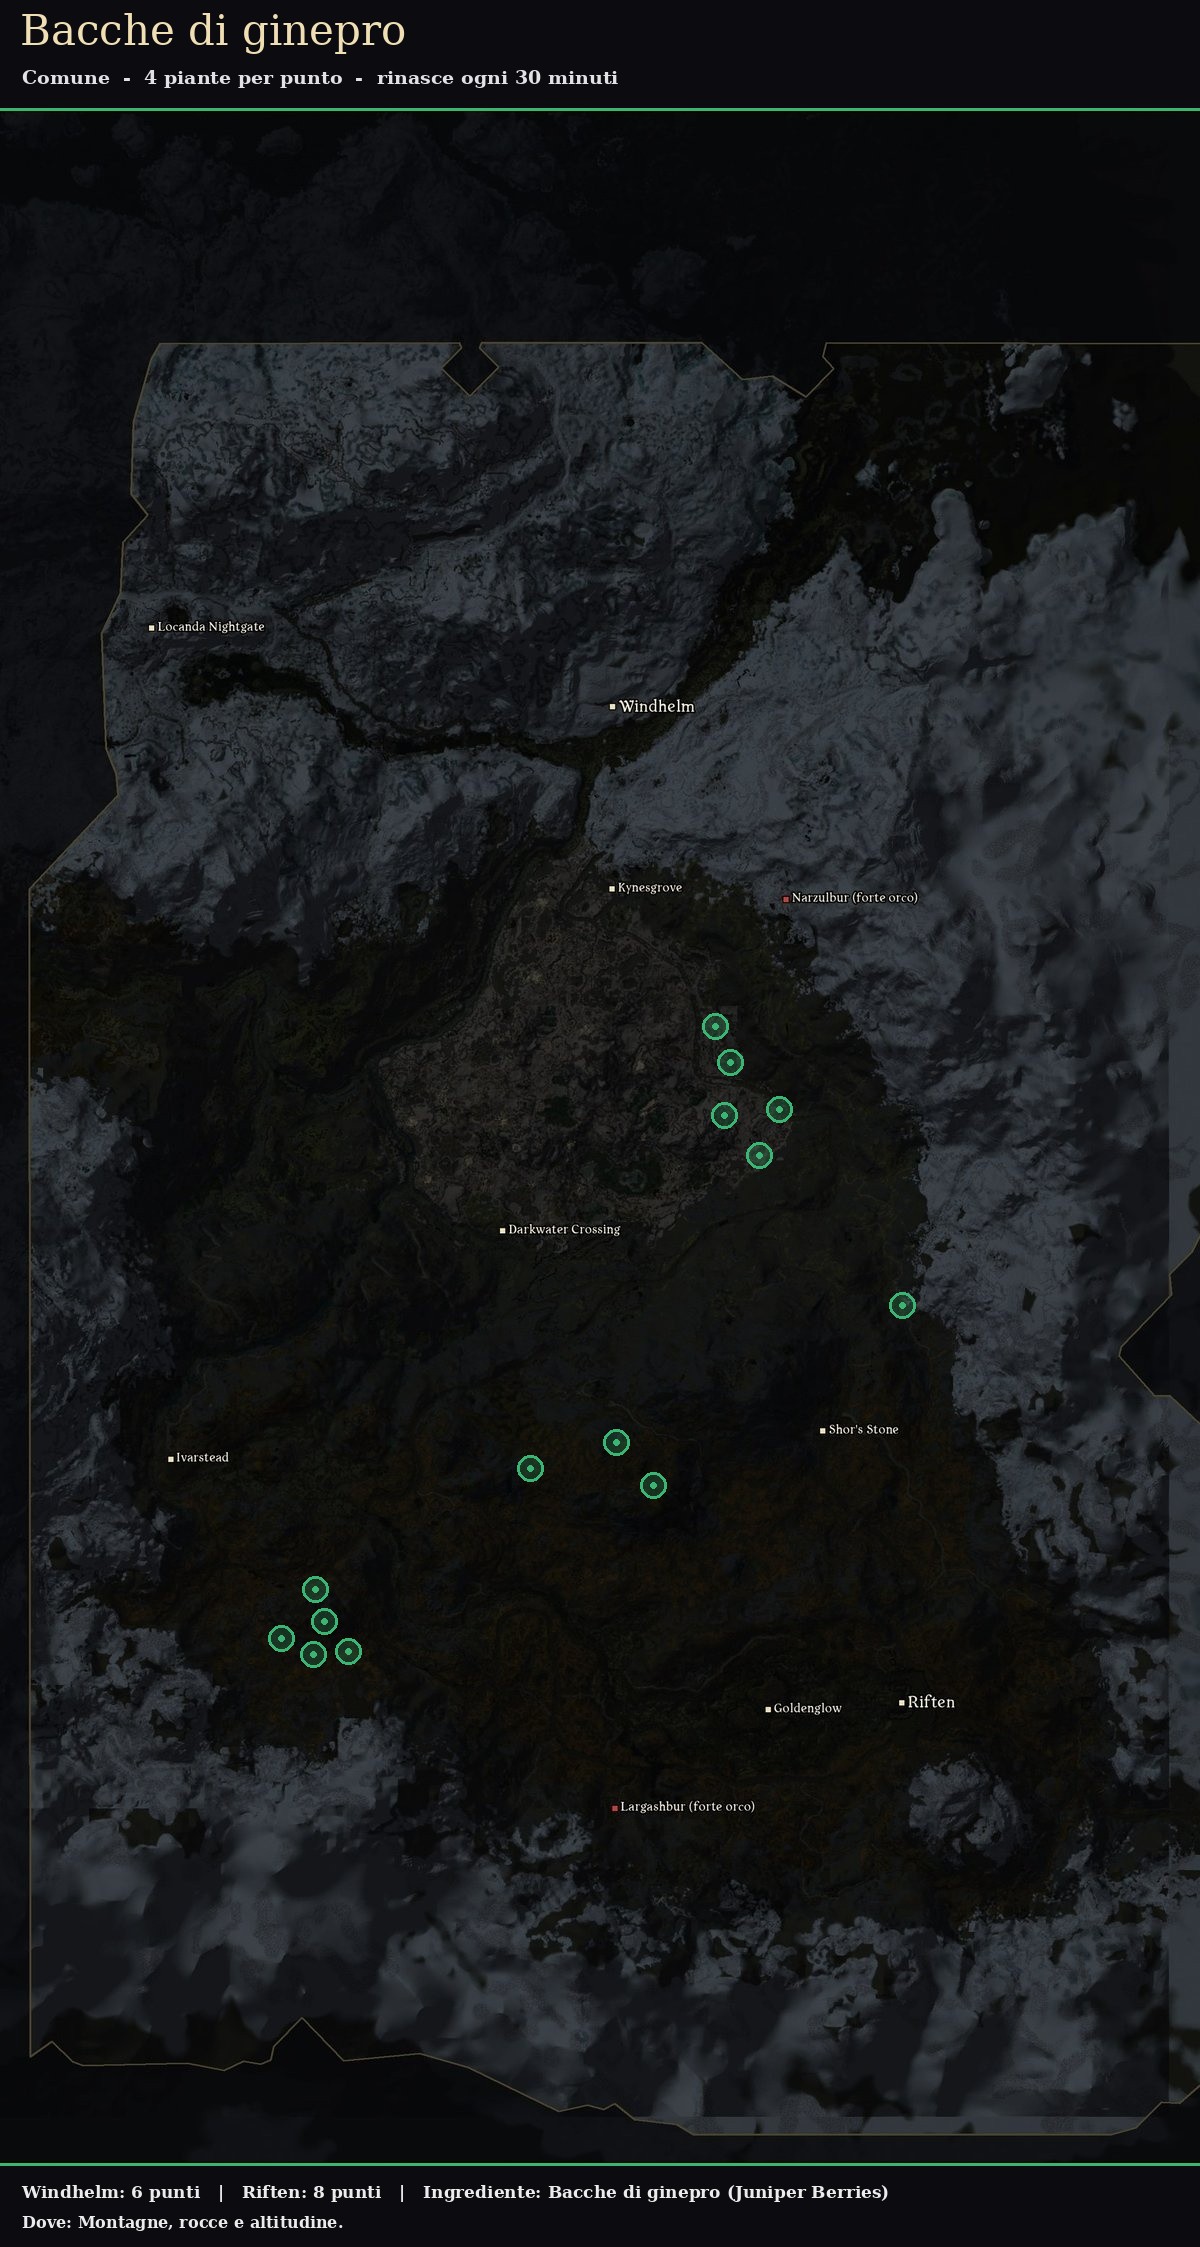 Bacche di ginepro
Comune - 4 piante per punto - rinasce ogni 30 minuti
Locanda Nightgate
Windhelm
Kynesgrove
Narzulbur (forte orco)
Darkwater Crossing
Shor's Stone
Ivarstead
Riften
Goldenglow
Largashbur (forte orco)
Windhelm: 6 punti | Riften: 8 punti | Ingrediente: Bacche di ginepro (Juniper Berries)
Dove: Montagne, rocce e altitudine.